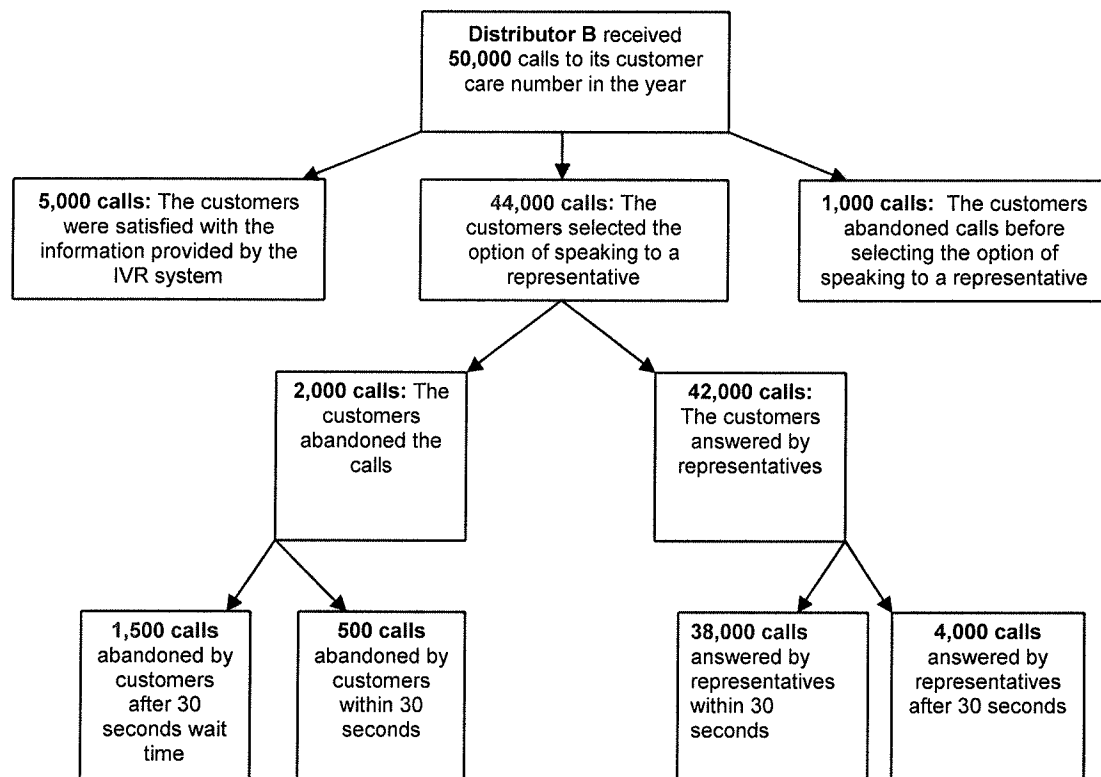 Distributor B received
50,000 calls to its customer
care number in the year
5,000 calls: The customers
were satisfied with the
information provided by the
IVR system
44,000 calls: The
customers selected the
option of speaking to a
representative
1,000 calls: The customers
abandoned calls before
selecting the option of
speaking to a representative
2,000 calls: The
customers
abandoned the
calls
42,000 calls:
The customers
answered by
representatives
1,500 calls
abandoned by
customers after 30
seconds wait
time
500 calls
abandoned by
customers within 30
seconds
38,000 calls
answered by
representatives
within 30
seconds
4,000 calls
answered by
representatives
after 30 seconds